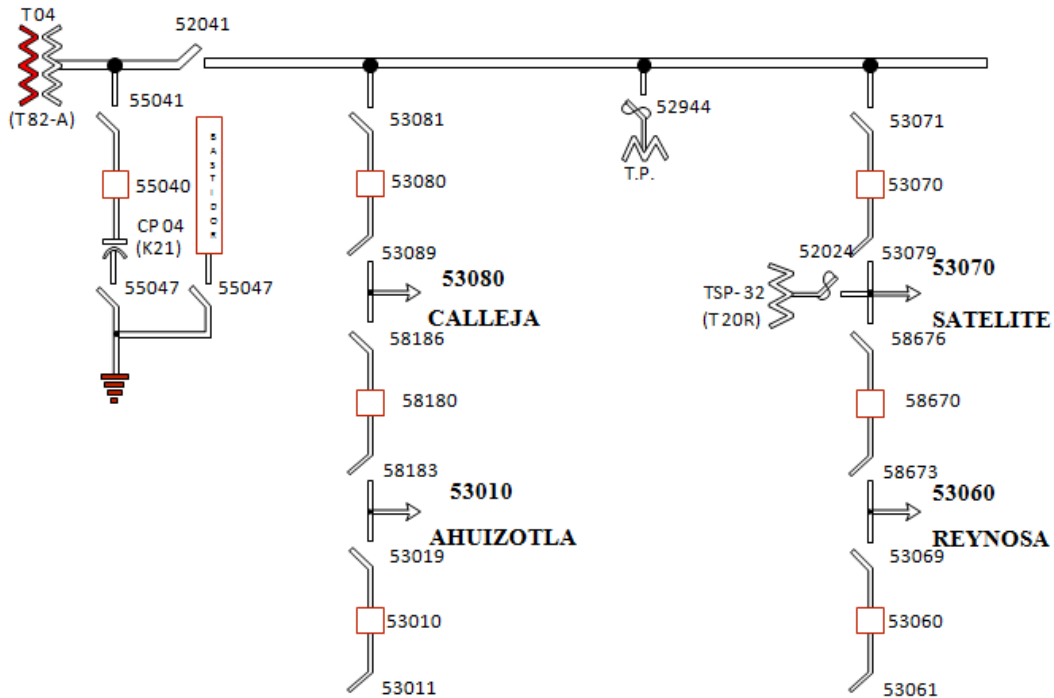 T04
52041
(T82-A)
55041
53081
52944
53071
T.P.
BASTIDOR
55040
53080
53070
CP04
(K21)
53089
52024
53079
55047
55047
53080
CALLEJA
TSP-32
(T20R)
53070
SATELITE
58186
58676
58180
58670
58183
58673
53010
AHUIZOTLA
53060
REYNOSA
53019
53069
53010
53060
53011
53061